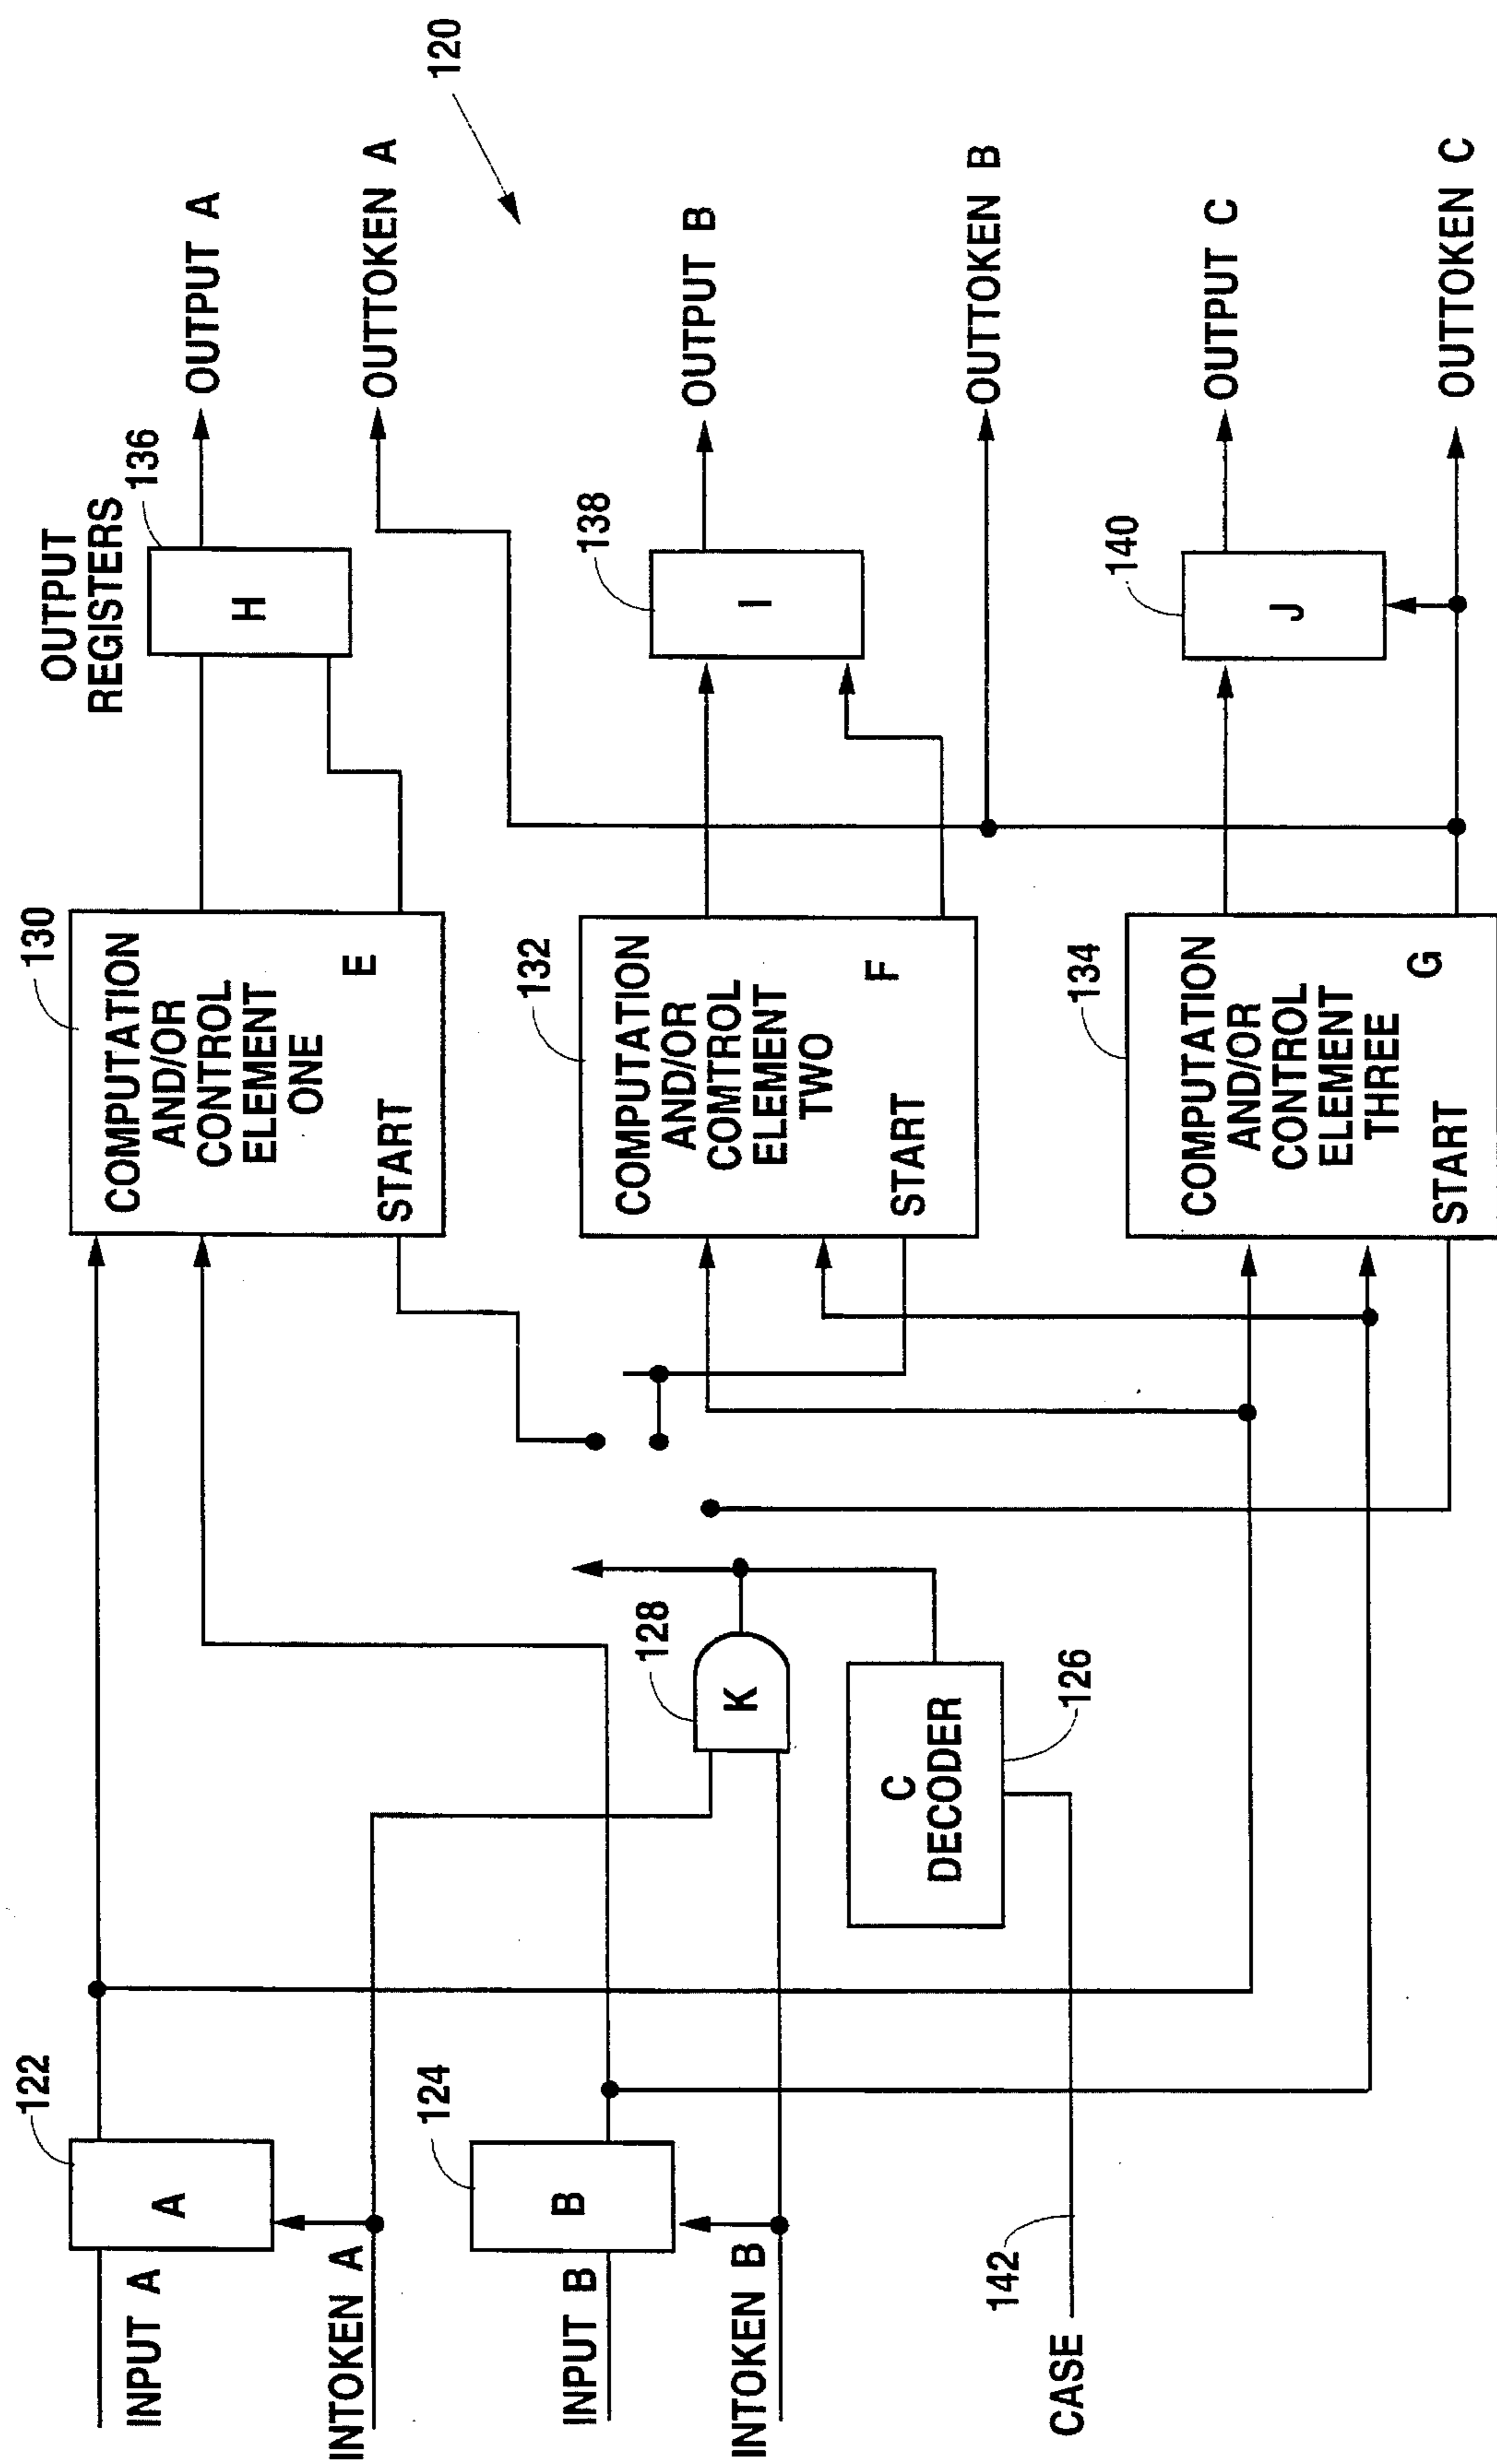 120
OUTPUT
REGISTERS
136
H
OUTPUT A
OUTTOKEN A
138
I
OUTPUT B
OUTTOKEN B
140
J
OUTPUT C
OUTTOKEN C
130
COMPUTATION
AND/OR
CONTROL
ELEMENT
ONE
E
START
132
COMPUTATION
AND/OR
COMTROL
ELEMENT
TWO
F
START
134
COMPUTATION
AND/OR
CONTROL
ELEMENT
THREE
G
START
128
K
C
DECODER
126
122
A
INPUT A
INTOKEN A
124
B
INPUT B
INTOKEN B
142
CASE